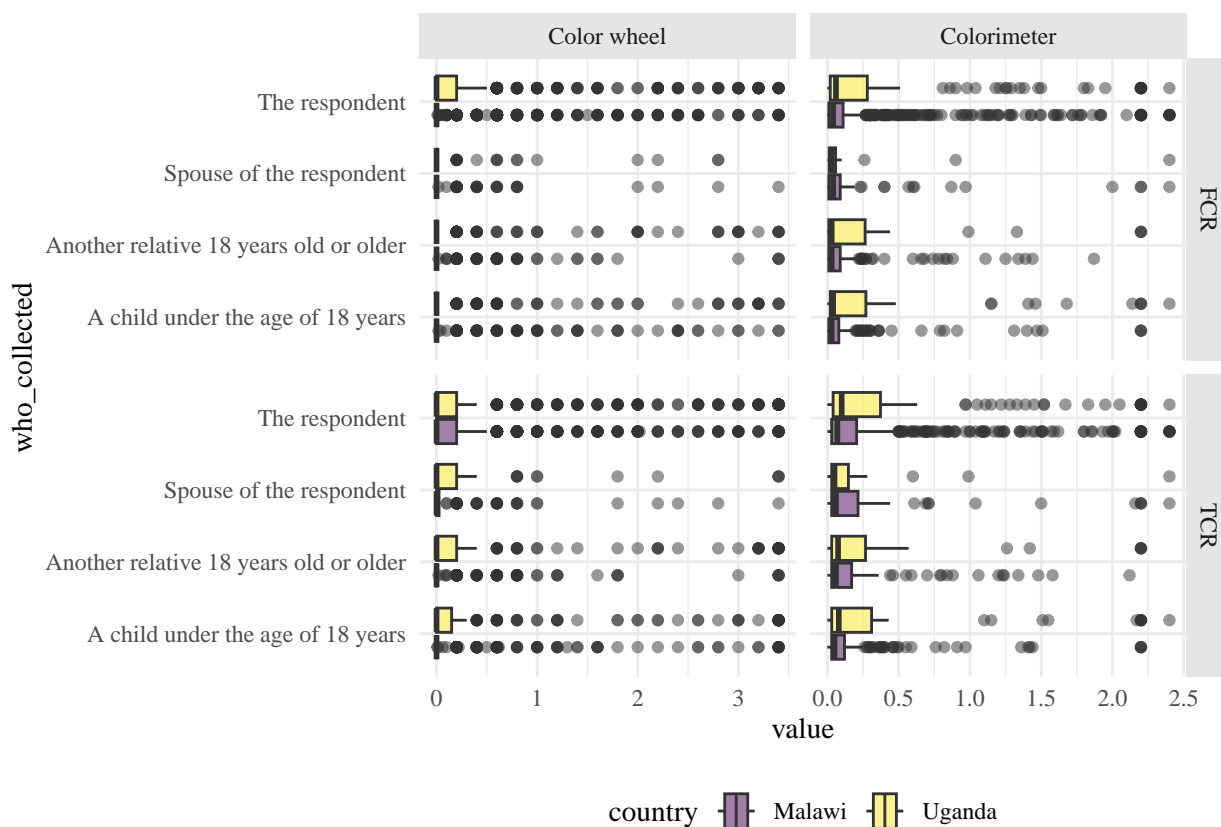 Color wheel
Colorimeter
The respondent
Spouse of the respondent
Another relative 18 years old or older
A child under the age of 18 years
FCR
The respondent
Spouse of the respondent
Another relative 18 years old or older
A child under the age of 18 years
TCR
who_collected
0 1 2 3
0.0 0.5 1.0 1.5 2.0 2.5
value
country Malawi Uganda